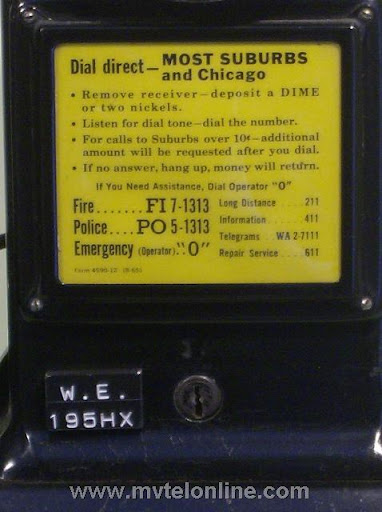 Dial direct—MOST SUBURBS
and Chicago
• Remove receiver—deposit a DIME
or two nickels.
• Listen for dial tone—dial the number.
• For calls to Suburbs over 10¢—additional
amount will be requested after you dial.
• If no answer, hang up, money will return.
If You Need Assistance, Dial Operator "O"
Fire.......FI 7-1313
Police....PO 5-1313
Emergency (Operator)."O"
Long Distance ....211
Information .....411
Telegrams ..WA 2-7111
Repair Service ....611
W.E.
195HX
www.mytelonline.com